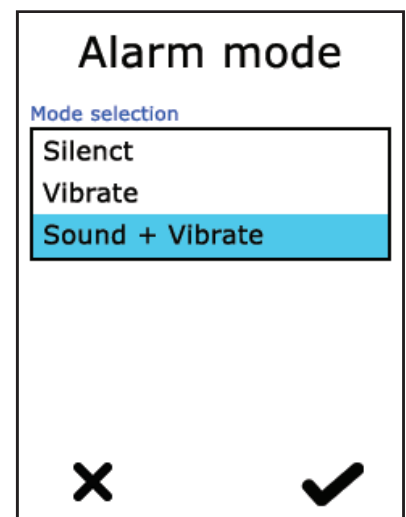 Alarm mode
Mode selection
Silenct
Vibrate
Sound + Vibrate